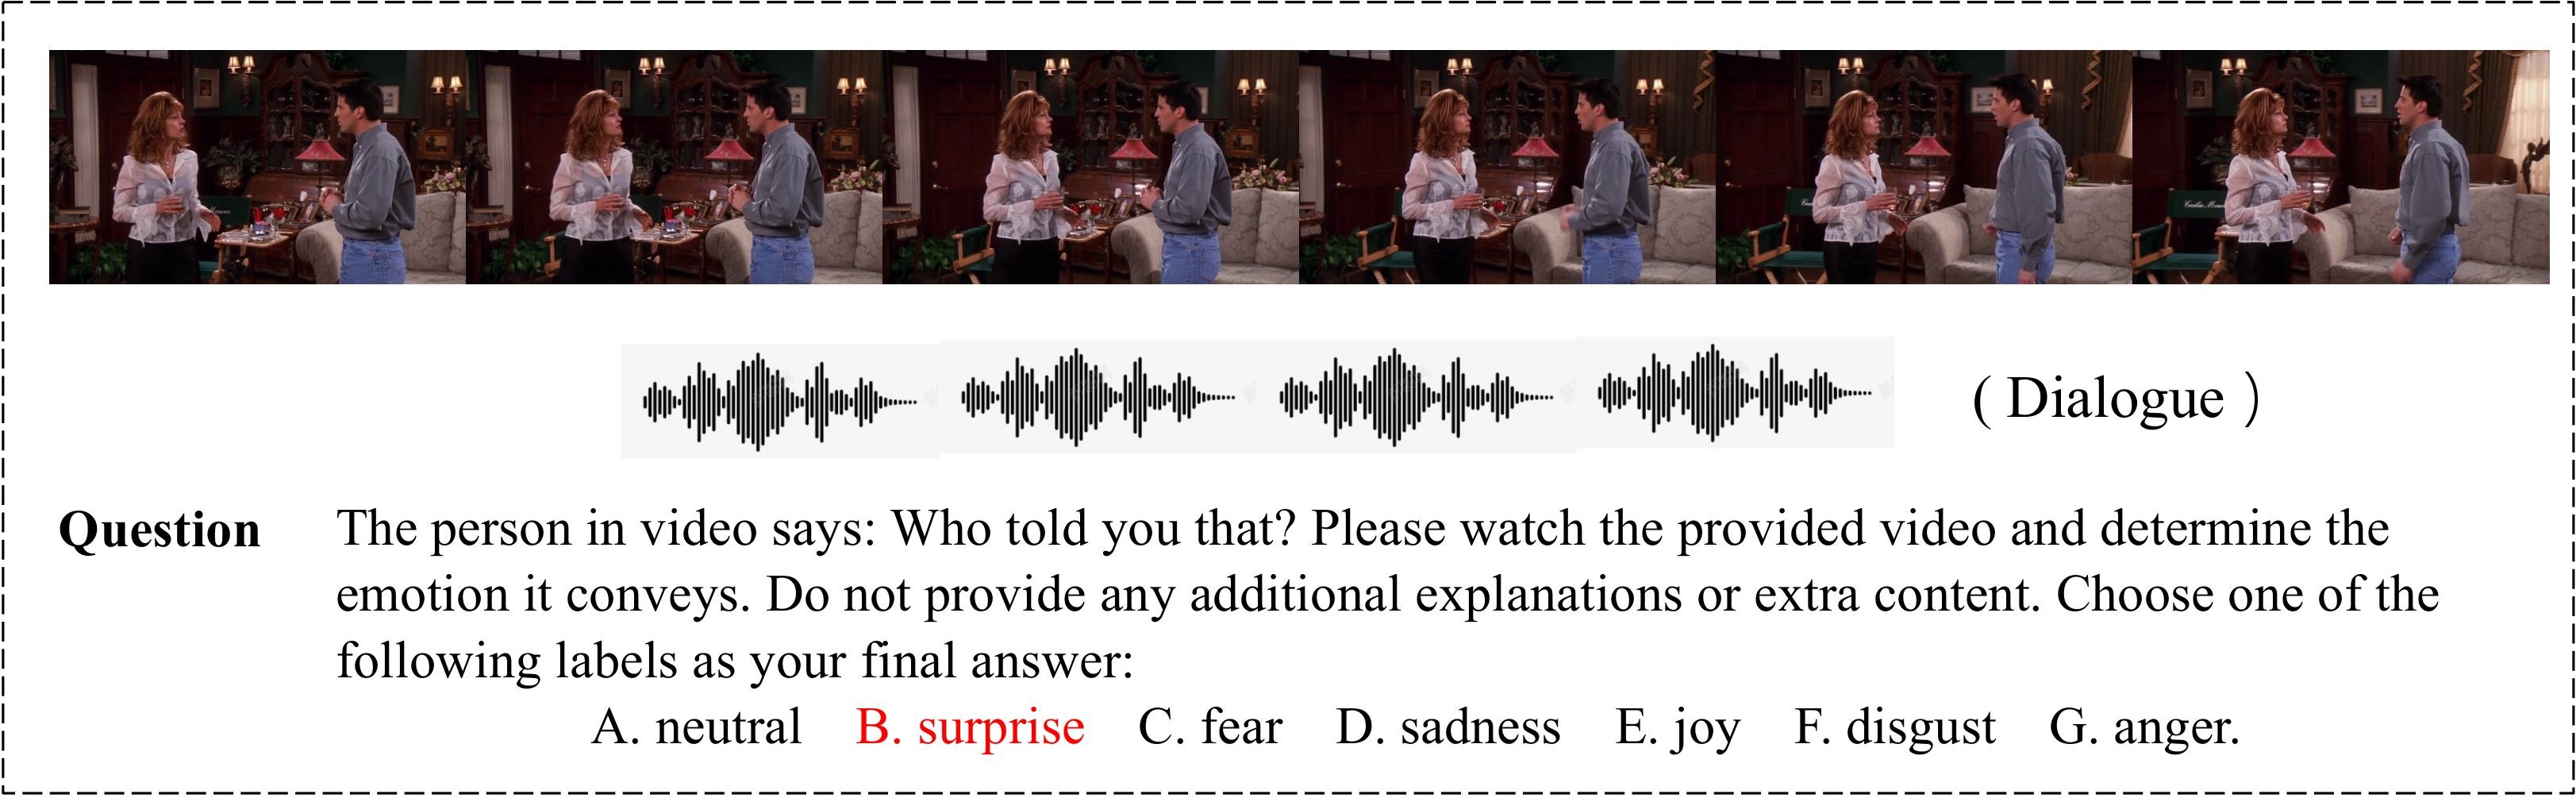 ( Dialogue )
Question
The person in video says: Who told you that? Please watch the provided video and determine the
emotion it conveys. Do not provide any additional explanations or extra content. Choose one of the
following labels as your final answer:
A. neutral B. surprise C. fear D. sadness E. joy F. disgust G. anger.